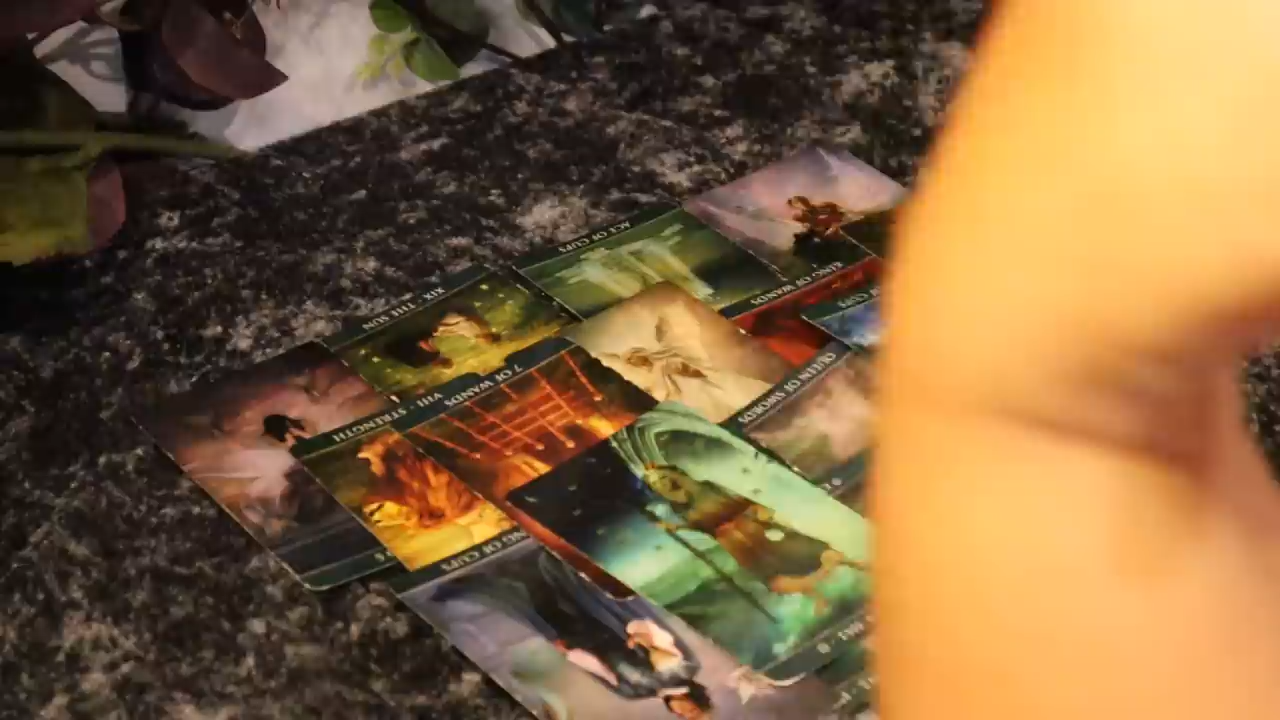 ACE OF CUPS
KING OF WANDS
XIX · THE SUN
7 OF WANDS
VIII · STRENGTH
QUEEN OF SWORDS
OF CUPS